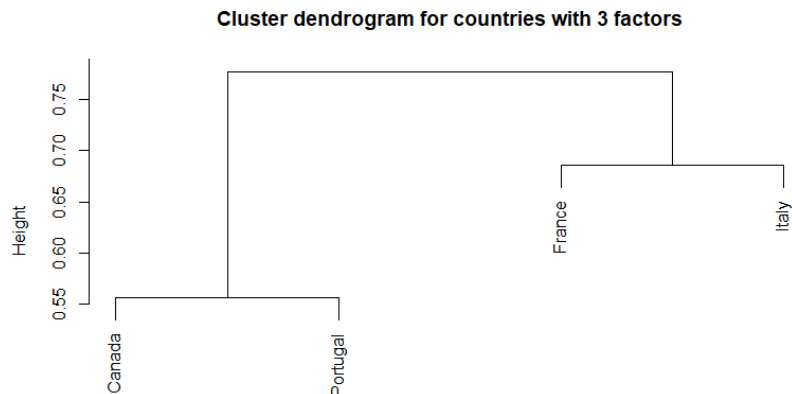 Cluster dendrogram for countries with 3 factors
Height
0.75
0.70
0.65
0.60
0.55
France
Italy
Canada
Portugal